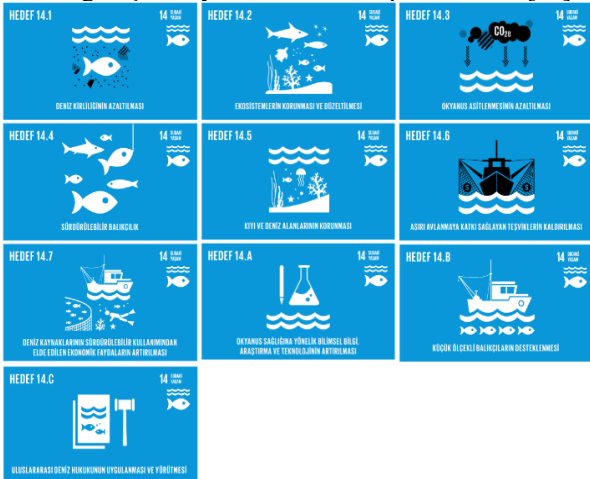 HEDEF 14.1
14 SUDAKİ YAŞAM
DENİZ KİRLİLİĞİNİN AZALTILMASI
HEDEF 14.2
14 SUDAKİ YAŞAM
EKOSİSTEMLERİN KORUNMASI VE DÜZELTİLMESİ
HEDEF 14.3
14 SUDAKİ YAŞAM
CO2
OKYANUS ASİTLENMESİNİN AZALTILMASI
HEDEF 14.4
14 SUDAKİ YAŞAM
SÜRDÜRÜLEBİLİR BALIKÇILIK
HEDEF 14.5
14 SUDAKİ YAŞAM
KIYI VE DENİZ ALANLARININ KORUNMASI
HEDEF 14.6
14 SUDAKİ YAŞAM
AŞIRI AVLANMAYA KATKI SAĞLAYAN TEŞVİKLERİN KALDIRILMASI
HEDEF 14.7
14 SUDAKİ YAŞAM
DENİZ KAYNAKLARININ SÜRDÜRÜLEBİLİR KULLANIMINDAN
ELDE EDİLEN EKONOMİK FAYDALARIN ARTIRILMASI
HEDEF 14.A
14 SUDAKİ YAŞAM
OKYANUS SAĞLIĞINA YÖNELİK BİLİMSEL BİLGİ,
ARAŞTIRMA VE TEKNOLOJİNİN ARTIRILMASI
HEDEF 14.B
14 SUDAKİ YAŞAM
KÜÇÜK ÖLÇEKLİ BALIKÇILARIN DESTEKLENMESİ
HEDEF 14.C
14 SUDAKİ YAŞAM
ULUSLARARASI DENİZ HUKUKUNUN UYGULANMASI VE YÜRÜTMESİ